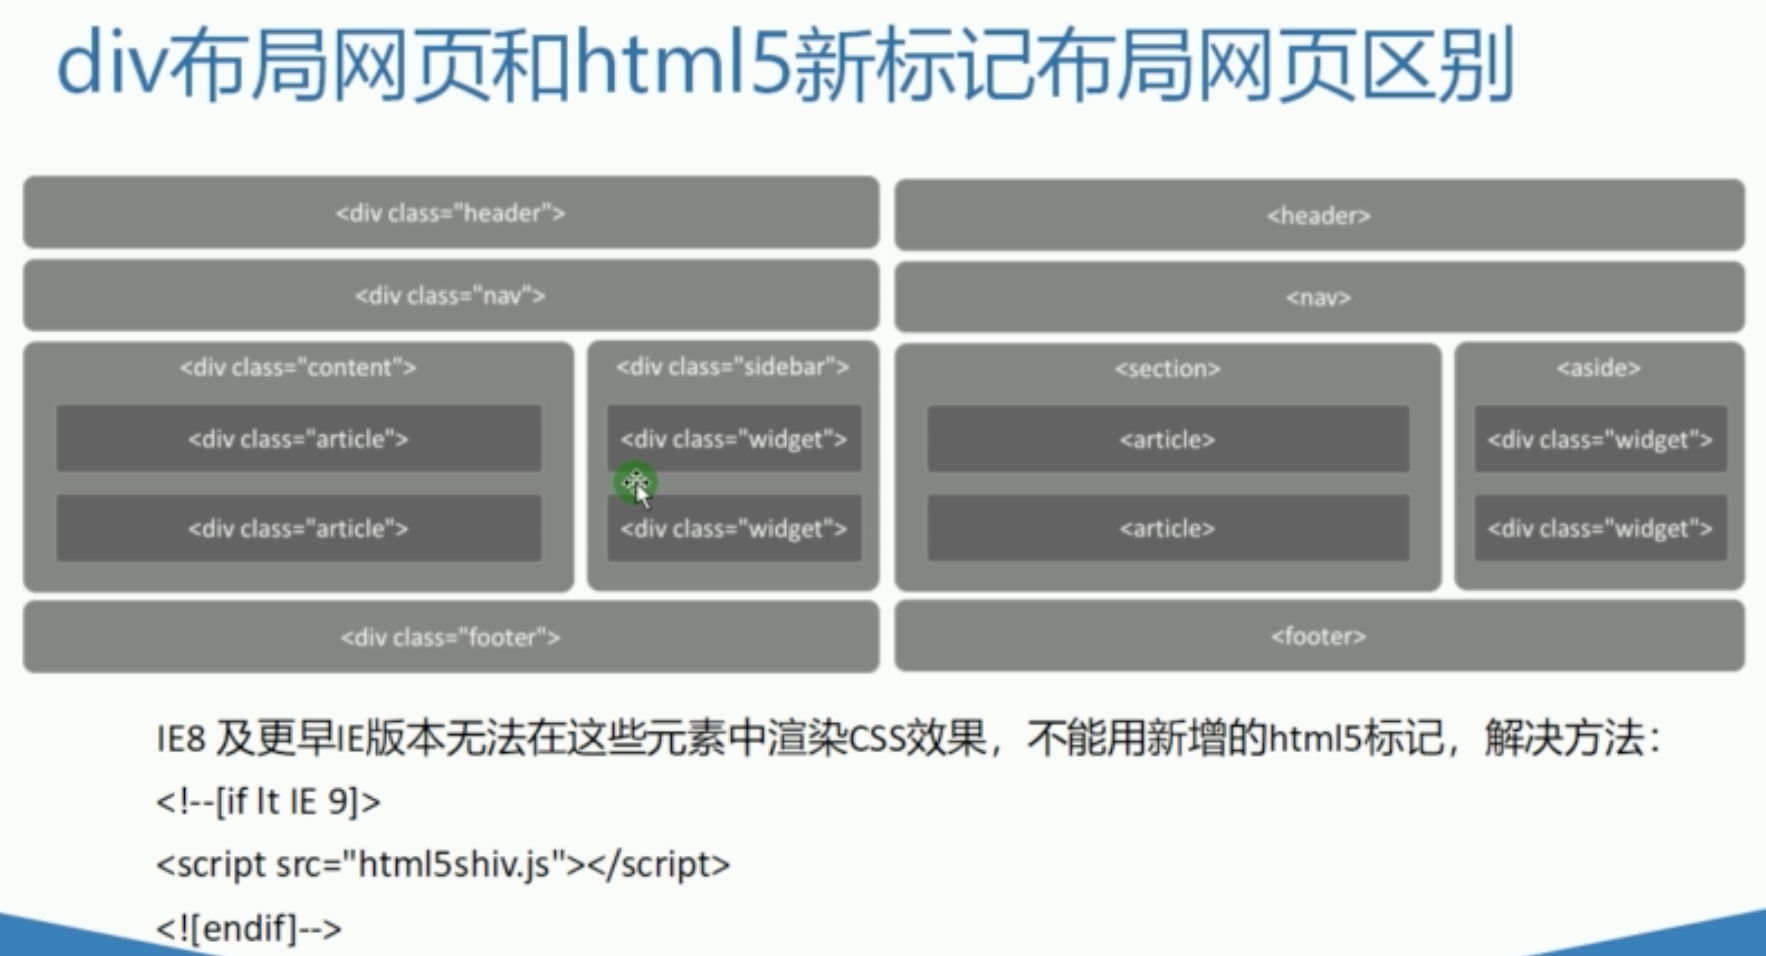 div布局网页和html5新标记布局网页区别
<div class="header">
<div class="nav">
<div class="content">
<div class="article">
<div class="article">
<div class="sidebar">
<div class="widget">
<div class="widget">
<div class="footer">
<header>
<nav>
<section>
<article>
<article>
<aside>
<div class="widget">
<div class="widget">
<footer>
IE8 及更早IE版本无法在这些元素中渲染CSS效果，不能用新增的html5标记，解决方法：
<!--[if lt IE 9]>
<script src="html5shiv.js"></script>
<![endif]-->